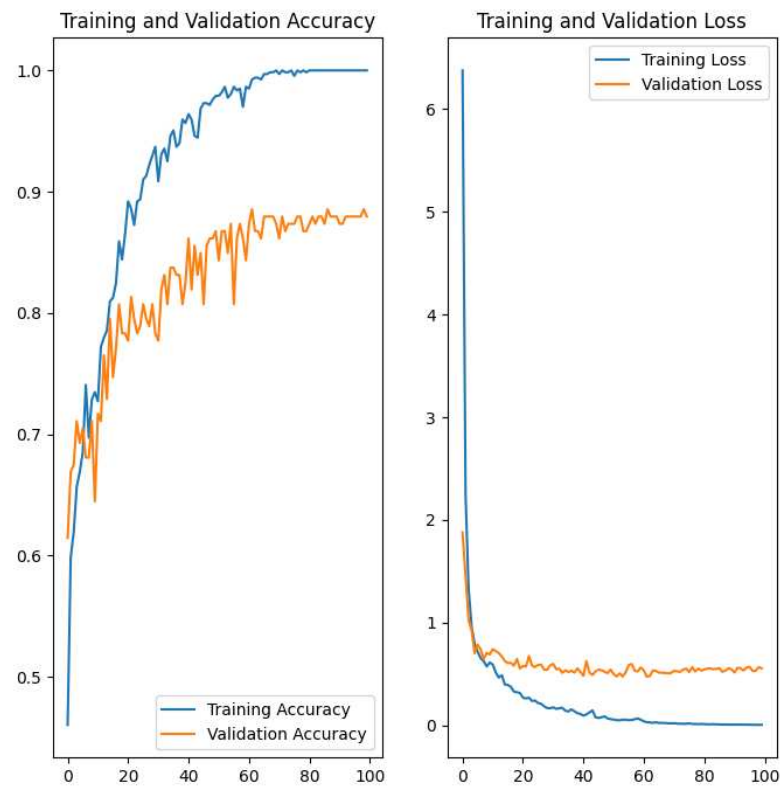 Training and Validation Accuracy
1.0
0.9
0.8
0.7
0.6
0.5
Training Accuracy
Validation Accuracy
0 20 40 60 80 100
Training and Validation Loss
Training Loss
Validation Loss
6
5
4
3
2
1
0
0 20 40 60 80 100